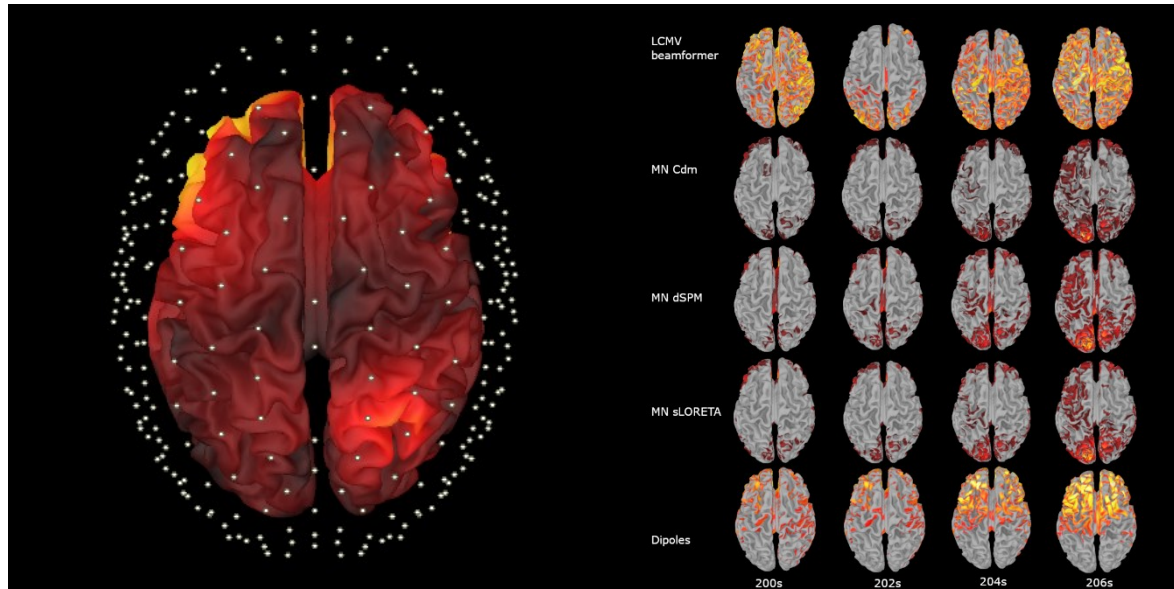 LCMV
beamformer
MN Cdm
MN dSPM
MN sLORETA
Dipoles
200s 202s 204s 206s